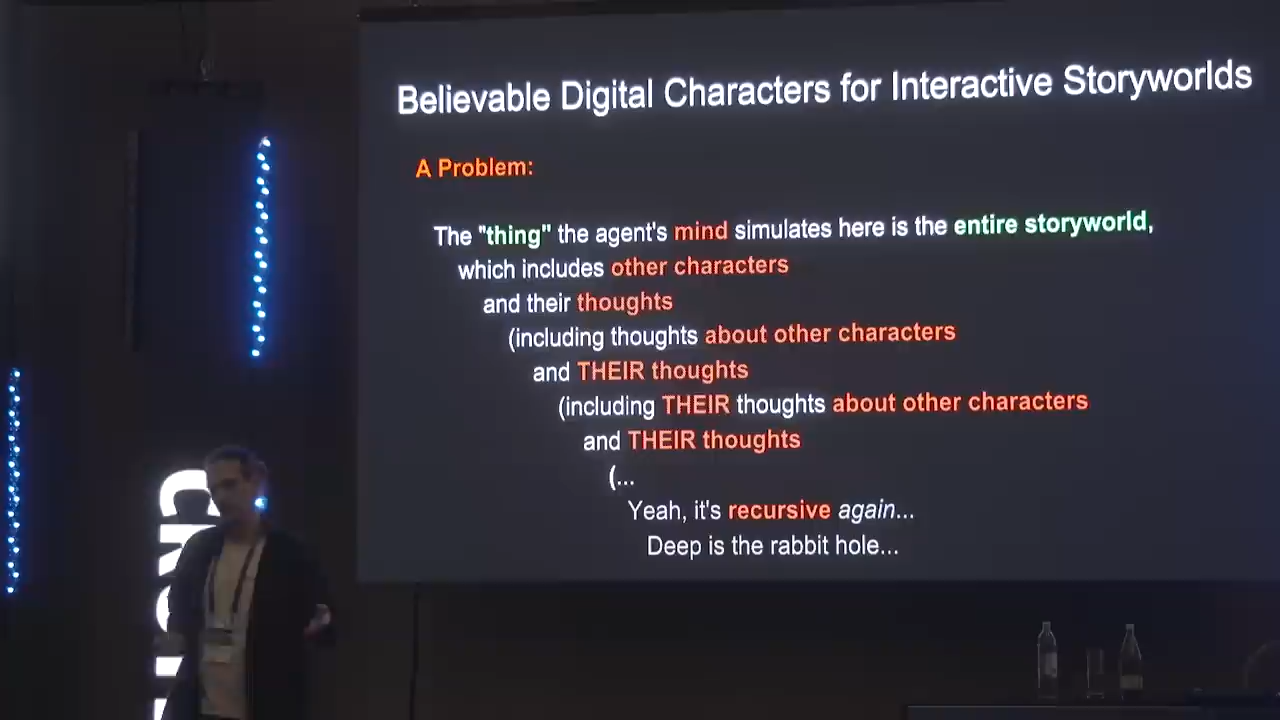 Believable Digital Characters for Interactive Storyworlds
A Problem:
The "thing" the agent's mind simulates here is the entire storyworld,
which includes other characters
and their thoughts
(including thoughts about other characters
and THEIR thoughts
(including THEIR thoughts about other characters
and THEIR thoughts
(...
Yeah, it's recursive again...
Deep is the rabbit hole...